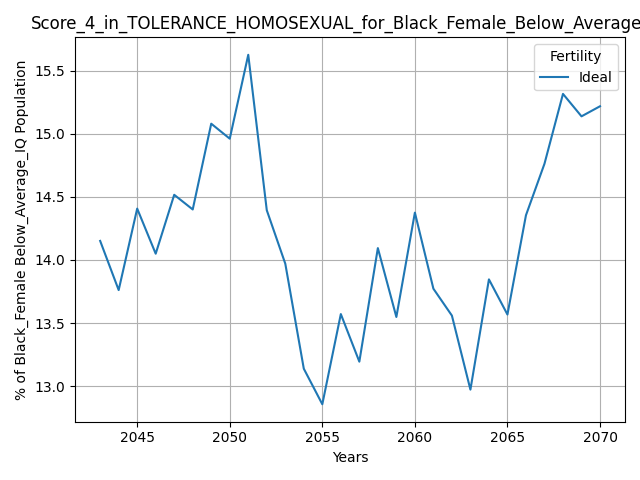 Score_4_in_TOLERANCE_HOMOSEXUAL_for_Black_Female_Below_Average
Fertility
Ideal
% of Black_Female Below_Average_IQ Population
15.5
15.0
14.5
14.0
13.5
13.0
2045 2050 2055 2060 2065 2070
Years